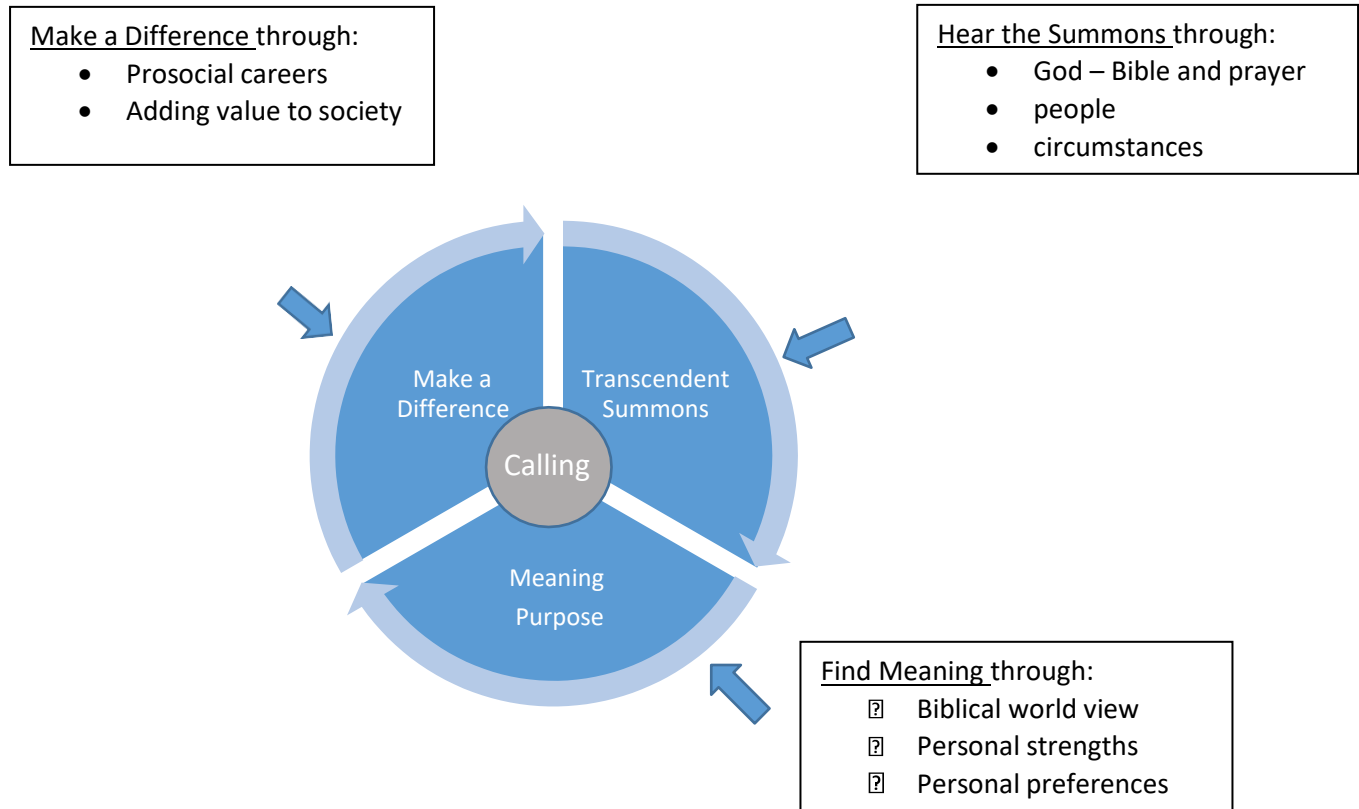 Make a Difference through:
• Prosocial careers
• Adding value to society
Hear the Summons through:
• God – Bible and prayer
• people
• circumstances
Make a
Difference
Transcendent
Summons
Calling
Meaning
Purpose
Find Meaning through:
⍰ Biblical world view
⍰ Personal strengths
⍰ Personal preferences